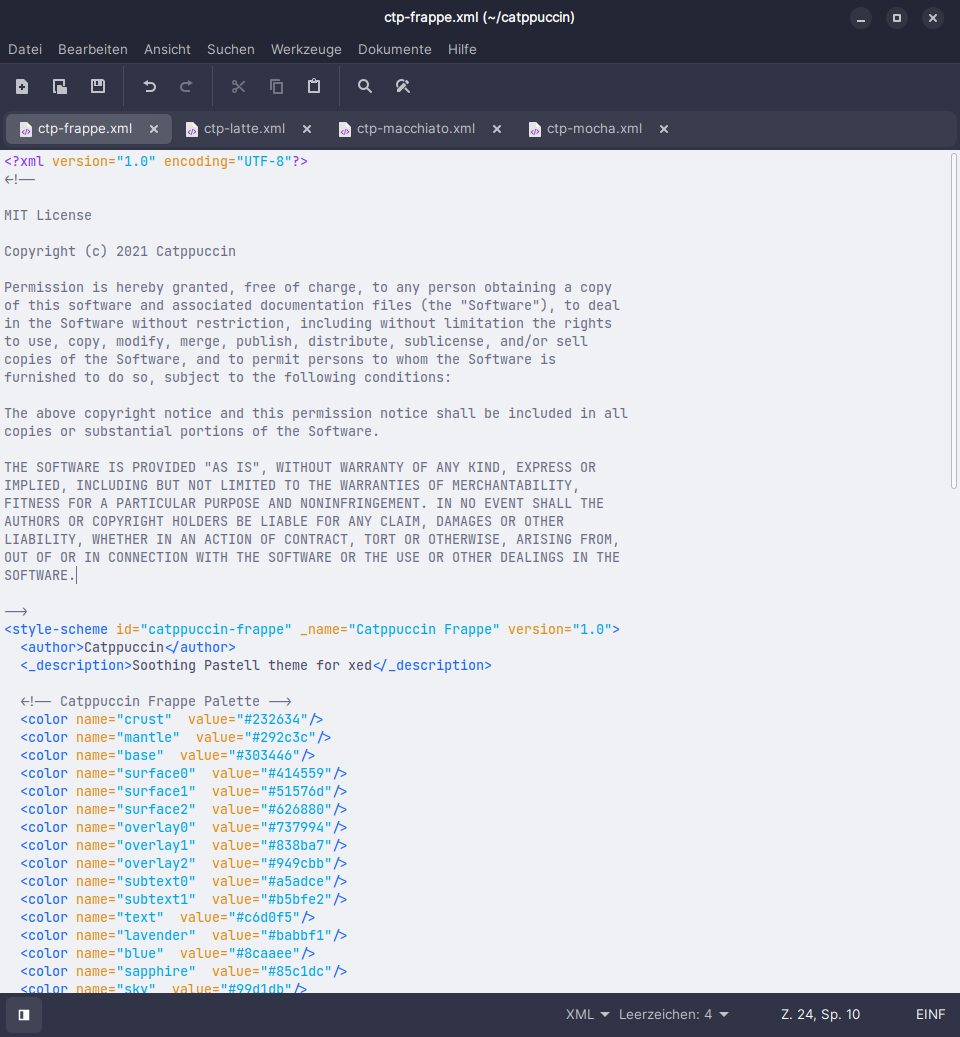 ctp-frappe.xml (~/catppuccin)
Datei Bearbeiten Ansicht Suchen Werkzeuge Dokumente Hilfe
ctp-frappe.xml ctp-latte.xml ctp-macchiato.xml ctp-mocha.xml
<?xml version="1.0" encoding="UTF-8"?>
<!--
MIT License
Copyright (c) 2021 Catppuccin
Permission is hereby granted, free of charge, to any person obtaining a copy
of this software and associated documentation files (the "Software"), to deal
in the Software without restriction, including without limitation the rights
to use, copy, modify, merge, publish, distribute, sublicense, and/or sell
copies of the Software, and to permit persons to whom the Software is
furnished to do so, subject to the following conditions:
The above copyright notice and this permission notice shall be included in all
copies or substantial portions of the Software.
THE SOFTWARE IS PROVIDED "AS IS", WITHOUT WARRANTY OF ANY KIND, EXPRESS OR
IMPLIED, INCLUDING BUT NOT LIMITED TO THE WARRANTIES OF MERCHANTABILITY,
FITNESS FOR A PARTICULAR PURPOSE AND NONINFRINGEMENT. IN NO EVENT SHALL THE
AUTHORS OR COPYRIGHT HOLDERS BE LIABLE FOR ANY CLAIM, DAMAGES OR OTHER
LIABILITY, WHETHER IN AN ACTION OF CONTRACT, TORT OR OTHERWISE, ARISING FROM,
OUT OF OR IN CONNECTION WITH THE SOFTWARE OR THE USE OR OTHER DEALINGS IN THE
SOFTWARE.
-->
<style-scheme id="catppuccin-frappe" _name="Catppuccin Frappe" version="1.0">
<author>Catppuccin</author>
<_description>Soothing Pastell theme for xed</_description>
<!-- Catppuccin Frappe Palette -->
<color name="crust"  value="#232634"/>
<color name="mantle"  value="#292c3c"/>
<color name="base"  value="#303446"/>
<color name="surface0"  value="#414559"/>
<color name="surface1"  value="#51576d"/>
<color name="surface2"  value="#626880"/>
<color name="overlay0"  value="#737994"/>
<color name="overlay1"  value="#838ba7"/>
<color name="overlay2"  value="#949cbb"/>
<color name="subtext0"  value="#a5adce"/>
<color name="subtext1"  value="#b5bfe2"/>
<color name="text"  value="#c6d0f5"/>
<color name="lavender"  value="#babbf1"/>
<color name="blue"  value="#8caaee"/>
<color name="sapphire"  value="#85c1dc"/>
<color name="sky"  value="#99d1db"/>
XML Leerzeichen: 4 Z. 24, Sp. 10 EINF